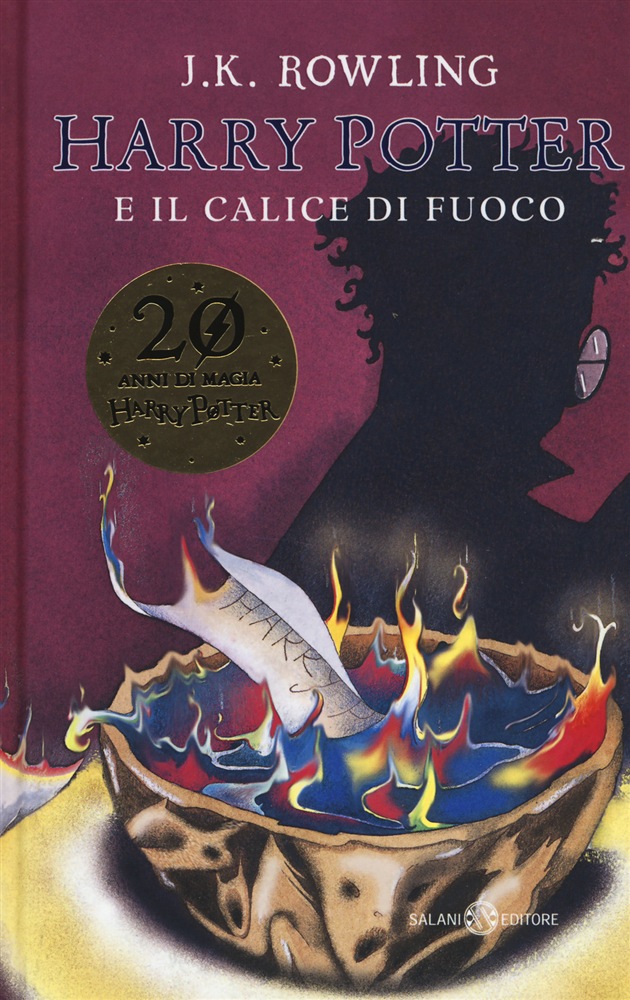 J.K. ROWLING
HARRY POTTER
E IL CALICE DI FUOCO
20
ANNI DI MAGIA
HARRY POTTER
HARRY
SALANI EDITORE